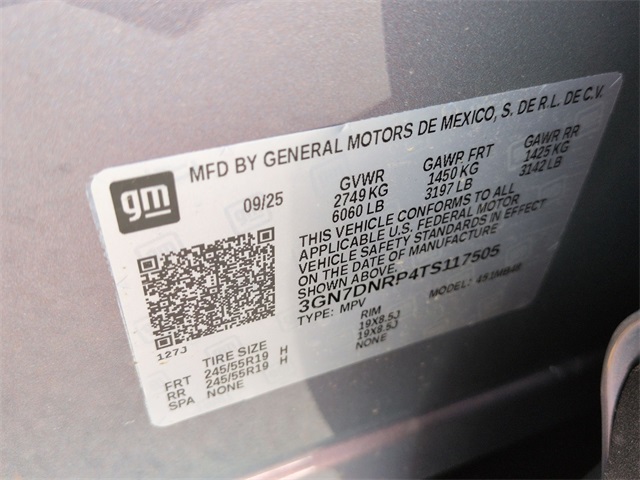 gm
MFD BY GENERAL MOTORS DE MEXICO, S. DE R.L. DE C.V.
09/25
GVWR GAWR FRT GAWR RR
2749 KG 1450 KG 1425 KG
6060 LB 3197 LB 3142 LB
THIS VEHICLE CONFORMS TO ALL
APPLICABLE U.S. FEDERAL MOTOR
VEHICLE SAFETY STANDARDS IN EFFECT
ON THE DATE OF MANUFACTURE
SHOWN ABOVE.
3GN7DNRP4TS117505
TYPE: MPV MODEL:
127J
TIRE SIZE RIM
FRT 245/55R19 H 19X8.5J
RR 245/55R19 H 19X8.5J
SPA NONE NONE